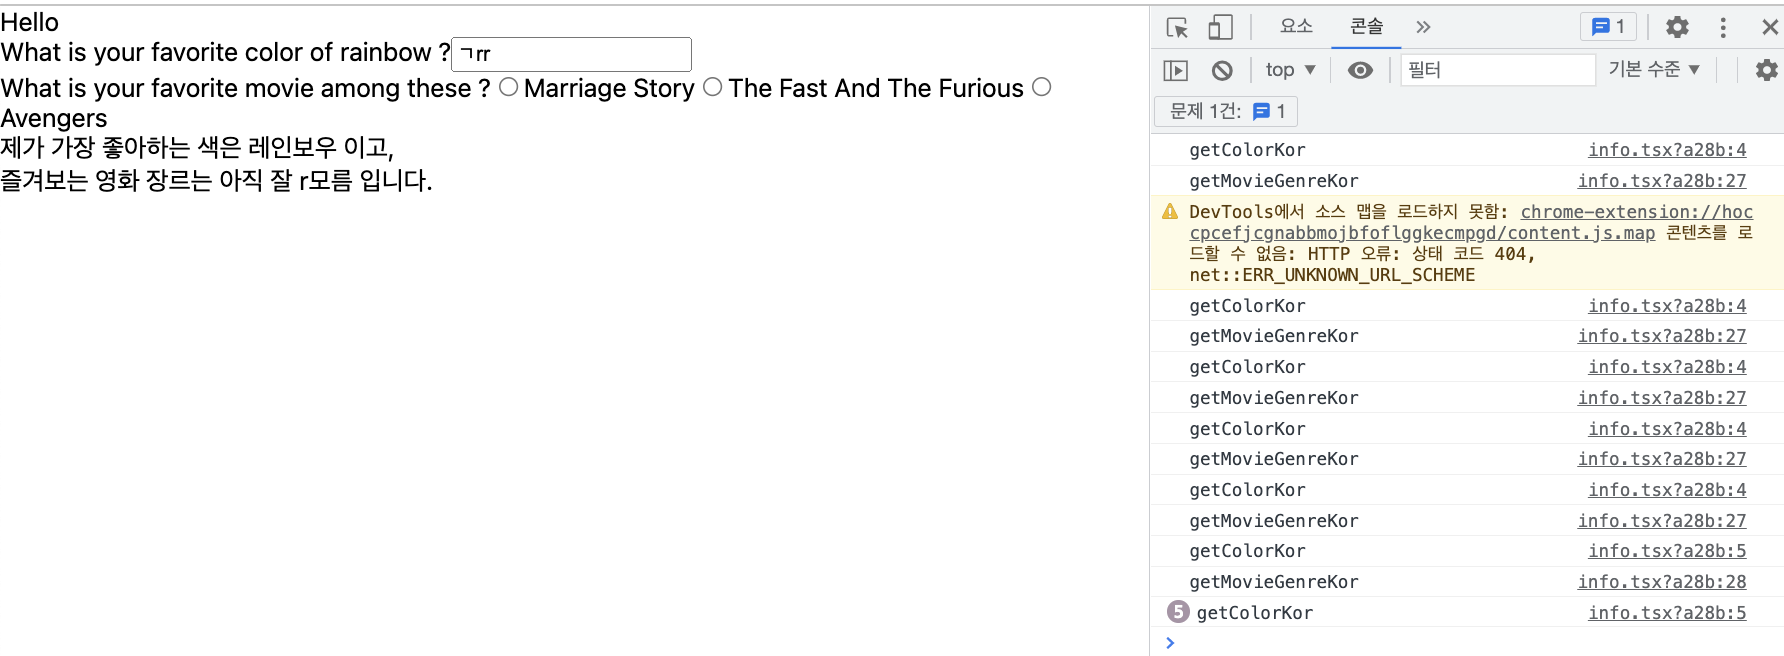 Hello
What is your favorite color of rainbow ? ㄱrr
What is your favorite movie among these ? Marriage Story The Fast And The Furious
Avengers
제가 가장 좋아하는 색은 레인보우 이고,
즐겨보는 영화 장르는 아직 잘 r모름 입니다.
요소 콘솔 1
top 필터 기본 수준
문제 1건: 1
getColorKor info.tsx?a28b:4
getMovieGenreKor info.tsx?a28b:27
DevTools에서 소스 맵을 로드하지 못함: chrome-extension://hoc
cpcefjcgnabbmojbfoflggkecmpgd/content.js.map 콘텐츠를 로
드할 수 없음: HTTP 오류: 상태 코드 404,
net::ERR_UNKNOWN_URL_SCHEME
getColorKor info.tsx?a28b:4
getMovieGenreKor info.tsx?a28b:27
getColorKor info.tsx?a28b:4
getMovieGenreKor info.tsx?a28b:27
getColorKor info.tsx?a28b:4
getMovieGenreKor info.tsx?a28b:27
getColorKor info.tsx?a28b:4
getMovieGenreKor info.tsx?a28b:27
getColorKor info.tsx?a28b:5
getMovieGenreKor info.tsx?a28b:28
5 getColorKor info.tsx?a28b:5